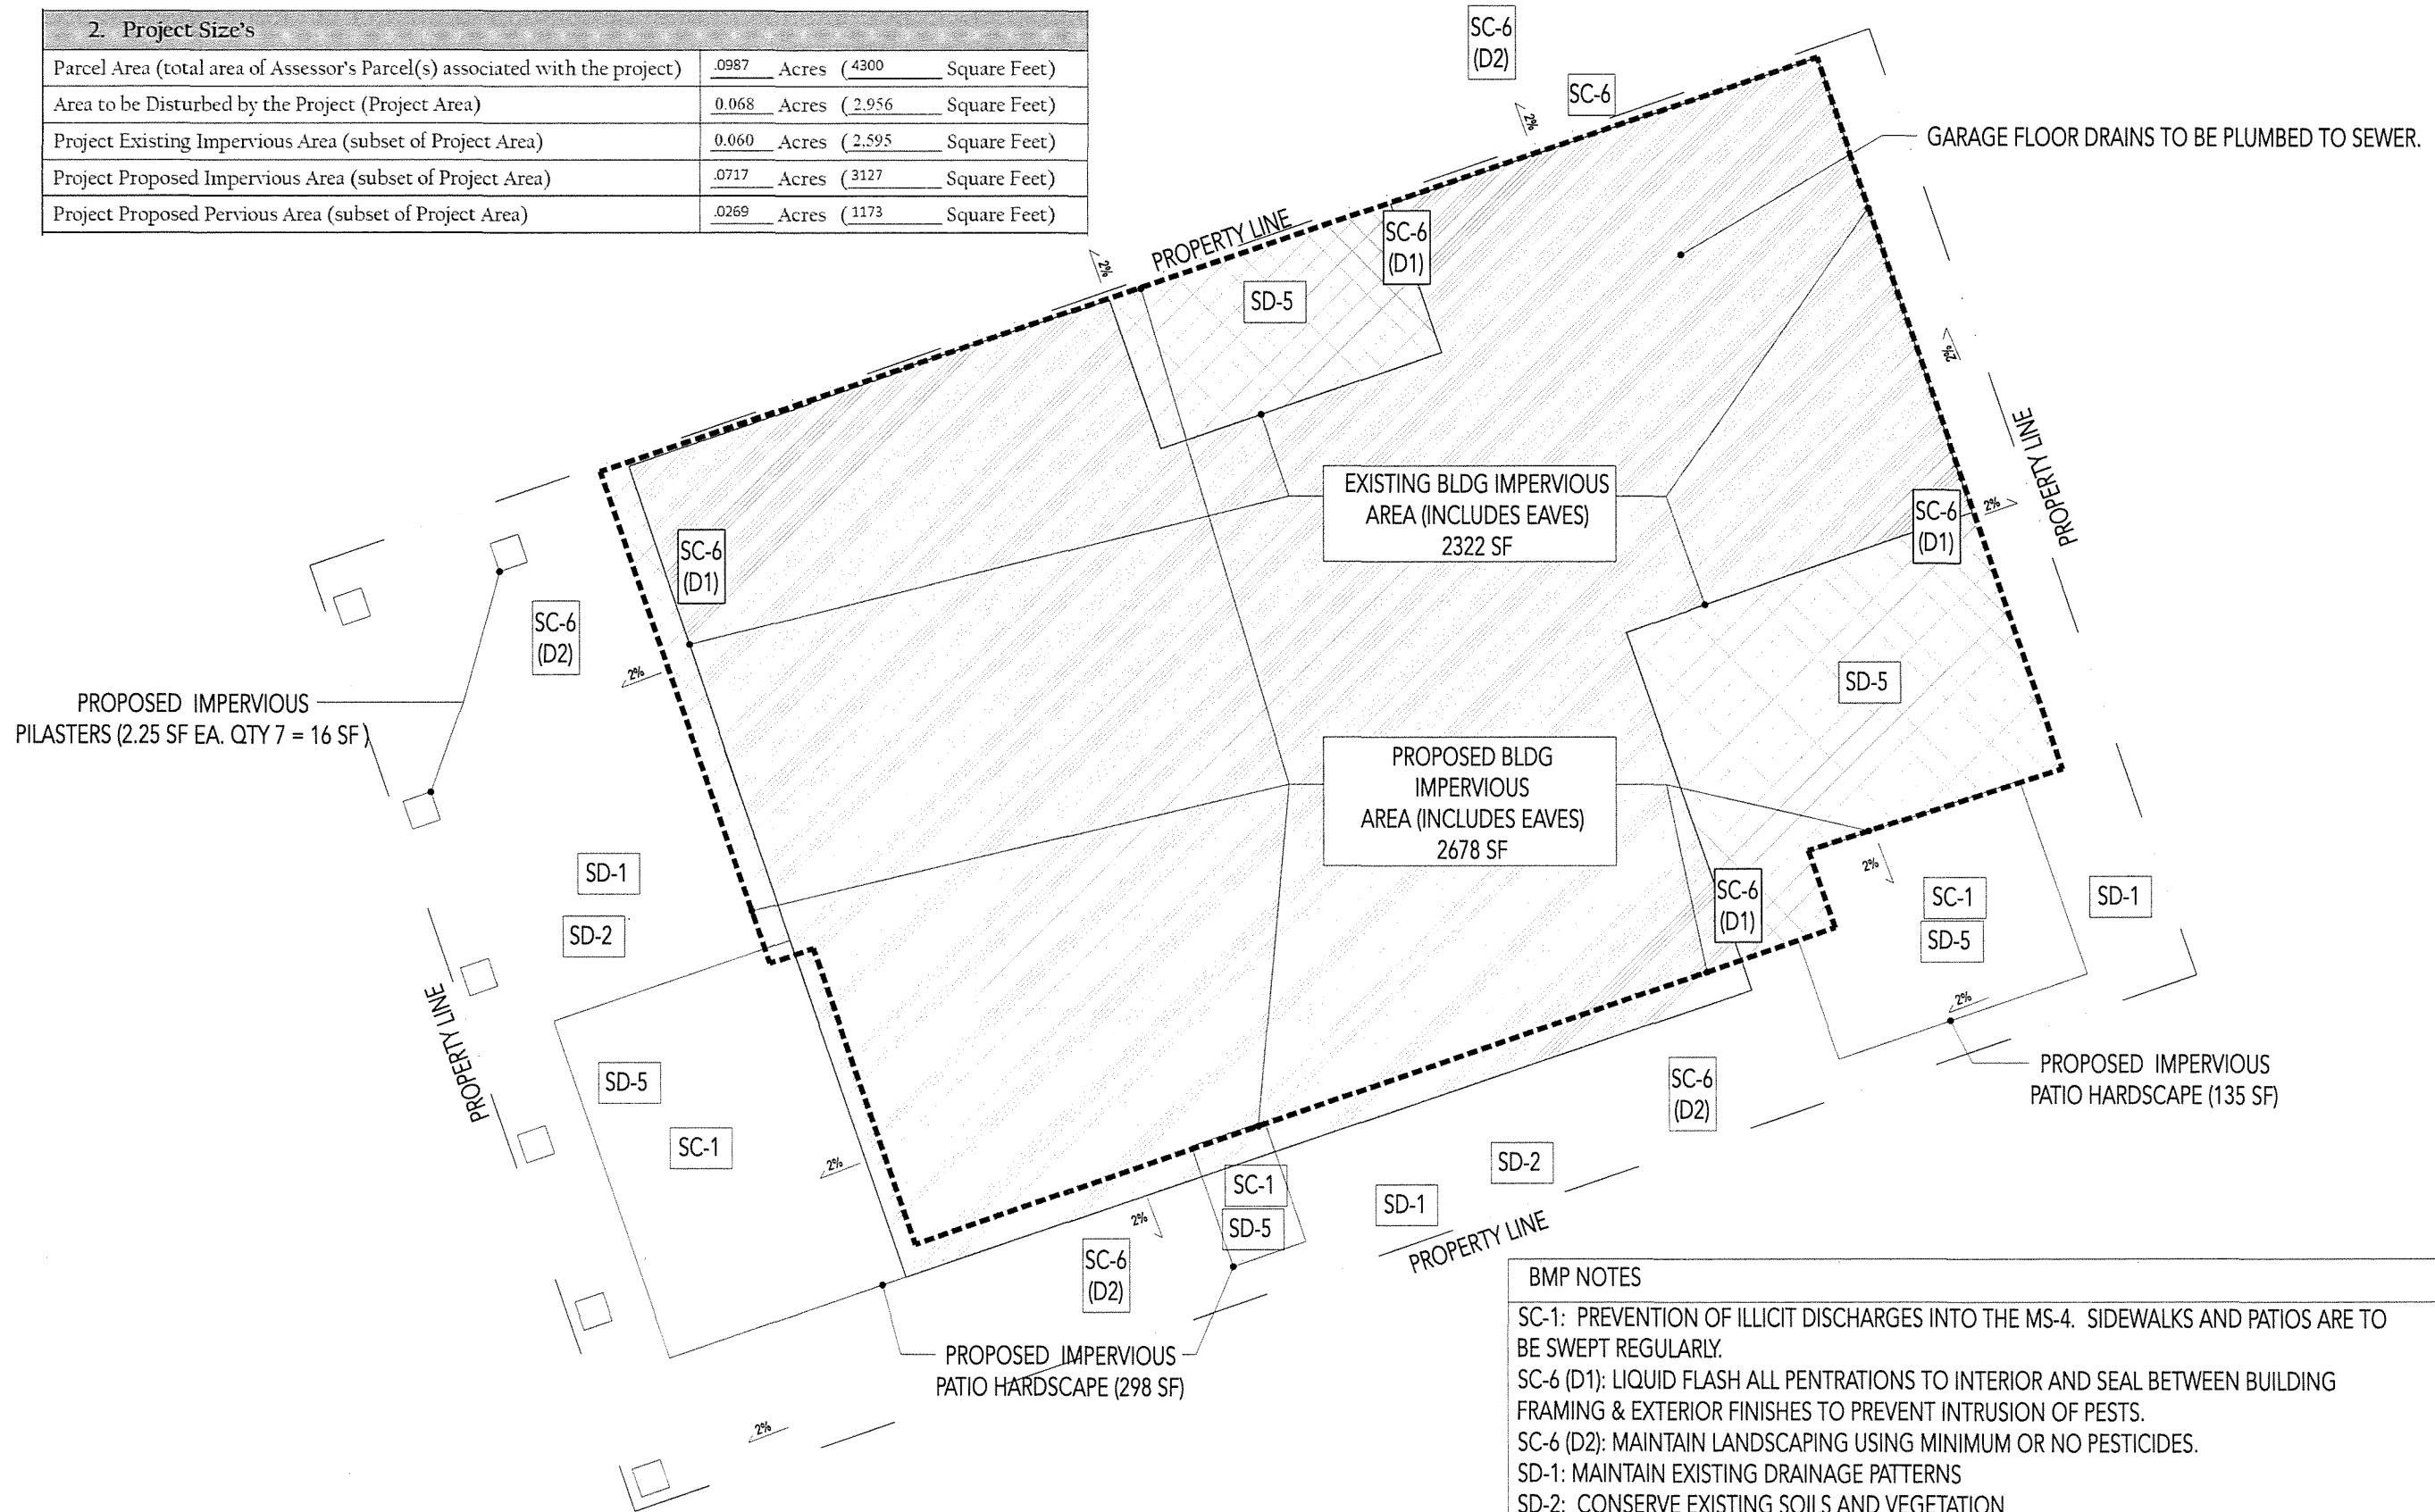 2. Project Size's
Parcel Area (total area of Assessor's Parcel(s) associated with the project) .0987 Acres ( 4300 Square Feet)
Area to be Disturbed by the Project (Project Area) 0.068 Acres ( 2,956 Square Feet)
Project Existing Impervious Area (subset of Project Area) 0.060 Acres ( 2,595 Square Feet)
Project Proposed Impervious Area (subset of Project Area) .0717 Acres ( 3127 Square Feet)
Project Proposed Pervious Area (subset of Project Area) .0269 Acres ( 1173 Square Feet)
SC-6
(D2)
SC-6
2%
GARAGE FLOOR DRAINS TO BE PLUMBED TO SEWER.
PROPERTY LINE
2%
SC-6
(D1)
SD-5
2%
PROPERTY LINE
EXISTING BLDG IMPERVIOUS
AREA (INCLUDES EAVES)
2322 SF
SC-6
(D1)
2%
SC-6
(D1)
SC-6
(D2)
2%
SD-5
PROPOSED IMPERVIOUS
PILASTERS (2.25 SF EA. QTY 7 = 16 SF)
PROPOSED BLDG
IMPERVIOUS
AREA (INCLUDES EAVES)
2678 SF
2%
SD-1
SD-2
SC-6
(D1)
SC-1
SD-5
SD-1
2%
PROPERTY LINE
SD-5
SC-1
2%
SC-6
(D2)
PROPOSED IMPERVIOUS
PATIO HARDSCAPE (135 SF)
SC-1
SD-5
SD-2
SD-1
2%
PROPERTY LINE
SC-6
(D2)
PROPOSED IMPERVIOUS
PATIO HARDSCAPE (298 SF)
2%
BMP NOTES
SC-1: PREVENTION OF ILLICIT DISCHARGES INTO THE MS-4. SIDEWALKS AND PATIOS ARE TO
BE SWEPT REGULARLY.
SC-6 (D1): LIQUID FLASH ALL PENTRATIONS TO INTERIOR AND SEAL BETWEEN BUILDING
FRAMING & EXTERIOR FINISHES TO PREVENT INTRUSION OF PESTS.
SC-6 (D2): MAINTAIN LANDSCAPING USING MINIMUM OR NO PESTICIDES.
SD-1: MAINTAIN EXISTING DRAINAGE PATTERNS
SD-2: CONSERVE EXISTING SOILS AND VEGETATION